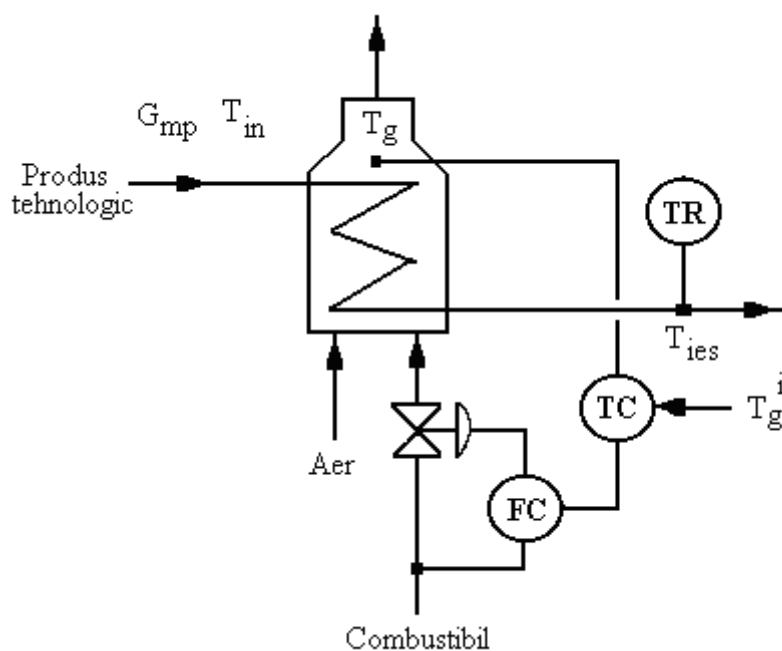 G_mp T_in
T_g
Produs
tehnologic
TR
T_ies
TC
T_g^i
Aer
FC
Combustibil